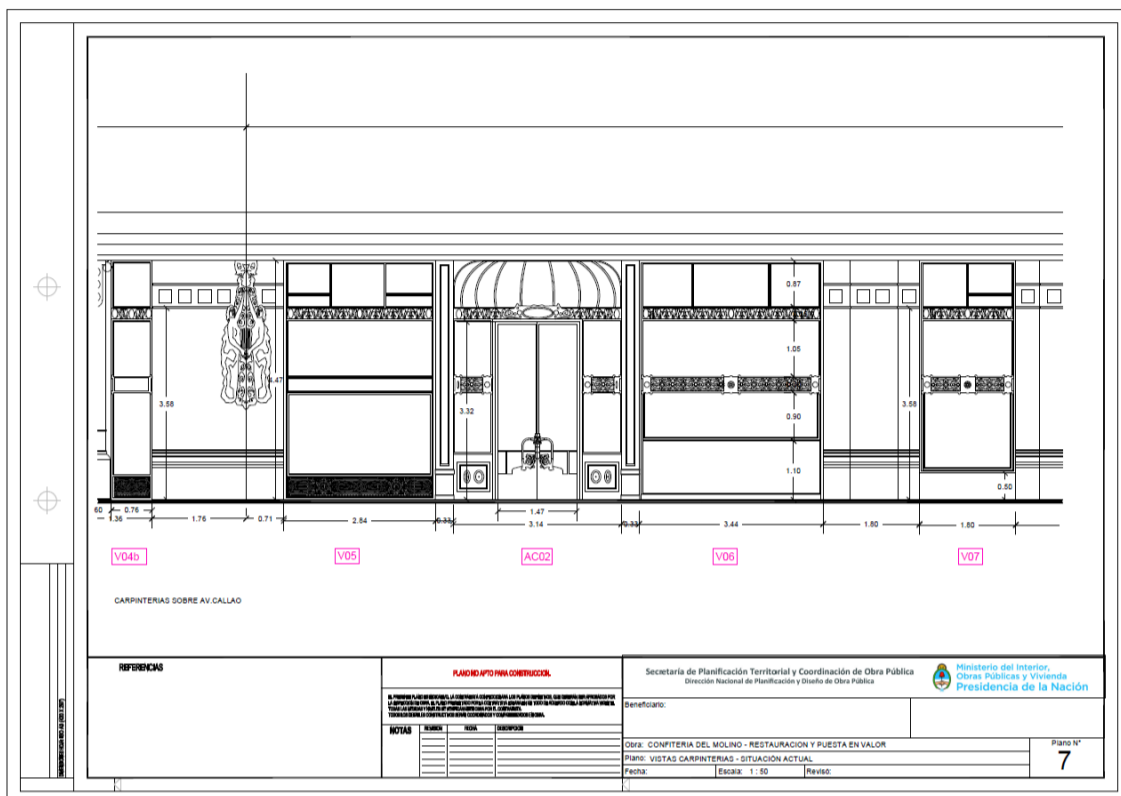 0.87
1.05
4.47
3.58
3.32
0.90
3.58
1.10
0.50
60
0.76
1.47
1.36
1.76
0.71
2.84
0.33
3.14
0.33
3.44
1.80
1.80
V04b
V05
AC02
V06
V07
CARPINTERIAS SOBRE AV.CALLAO
REFERENCIAS
PLANO NO APTO PARA CONSTRUCCION.
NOTAS
REVISION
FECHA
DESCRIPCION
Secretaría de Planificación Territorial y Coordinación de Obra Pública
Dirección Nacional de Planificación y Diseño de Obra Pública
Ministerio del Interior,
Obras Públicas y Vivienda
Presidencia de la Nación
Beneficiario:
Obra: CONFITERIA DEL MOLINO - RESTAURACION Y PUESTA EN VALOR
Plano: VISTAS CARPINTERIAS - SITUACIÓN ACTUAL
Fecha:
Escala: 1 : 50
Revisó:
Plano N°
7